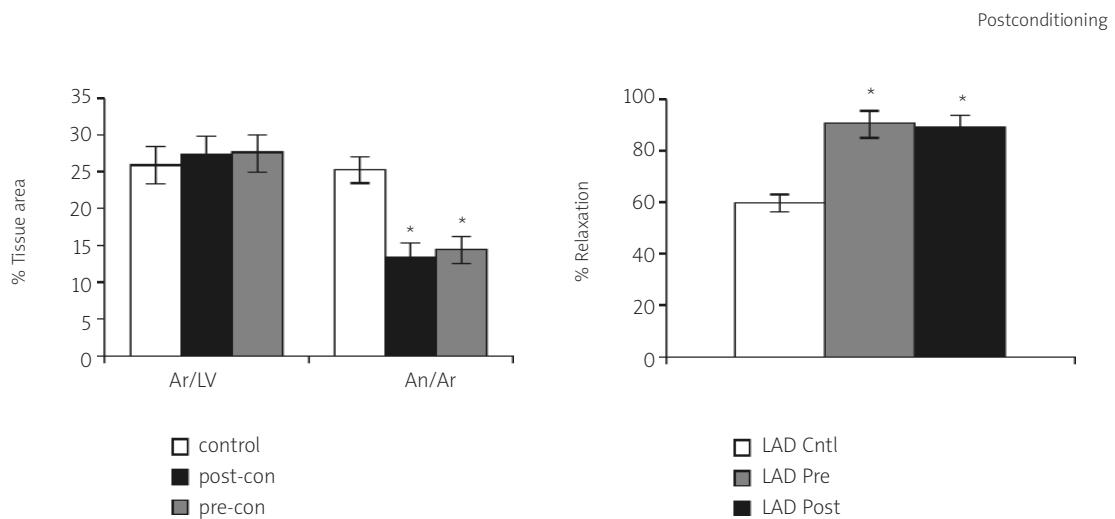 Postconditioning
% Tissue area
35
30
25
20
15
10
5
0
*
*
Ar/LV An/Ar
control
post-con
pre-con
% Relaxation
100
80
60
40
20
0
*
*
LAD Cntl
LAD Pre
LAD Post